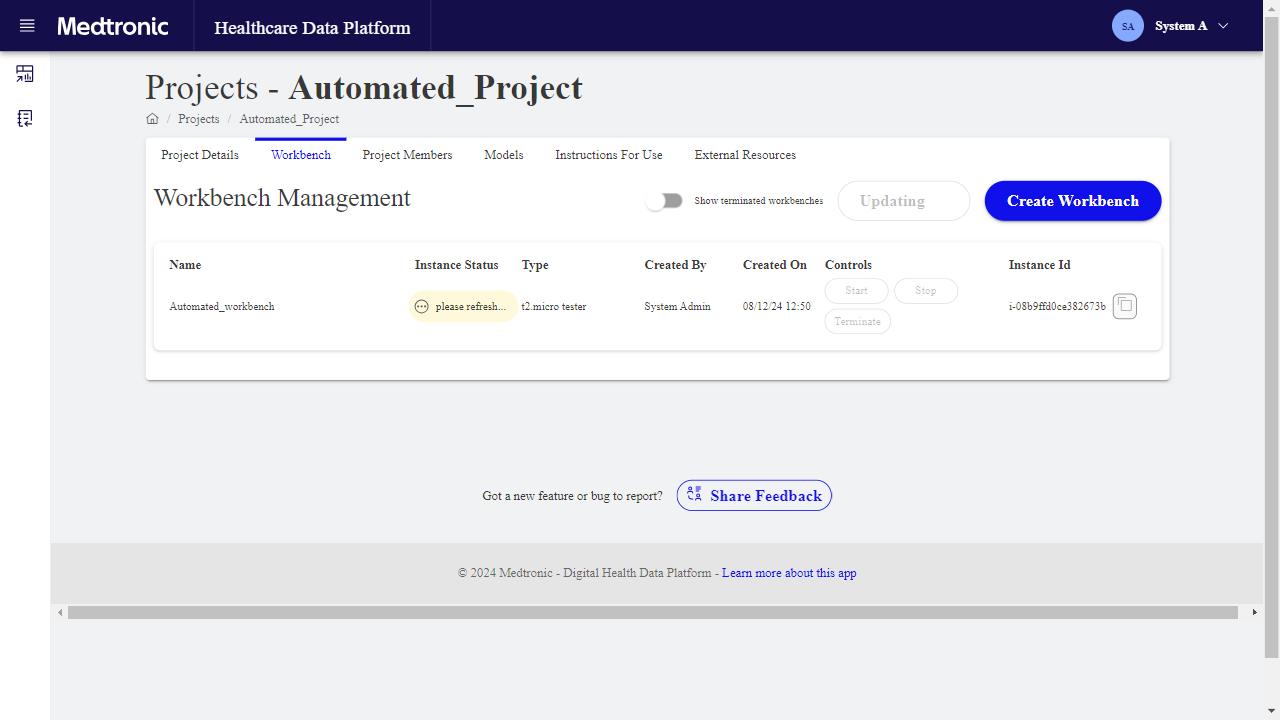 Medtronic
Healthcare Data Platform
SA
System A
Projects - Automated_Project
/ Projects / Automated_Project
Project Details
Workbench
Project Members
Models
Instructions For Use
External Resources
Workbench Management
Show terminated workbenches
Updating
Create Workbench
Name
Instance Status
Type
Created By
Created On
Controls
Instance Id
Automated_workbench
please refresh...
t2.micro tester
System Admin
08/12/24 12:50
Start
Stop
Terminate
i-08b9ffd0ce382673b
Got a new feature or bug to report?
Share Feedback
© 2024 Medtronic - Digital Health Data Platform - Learn more about this app